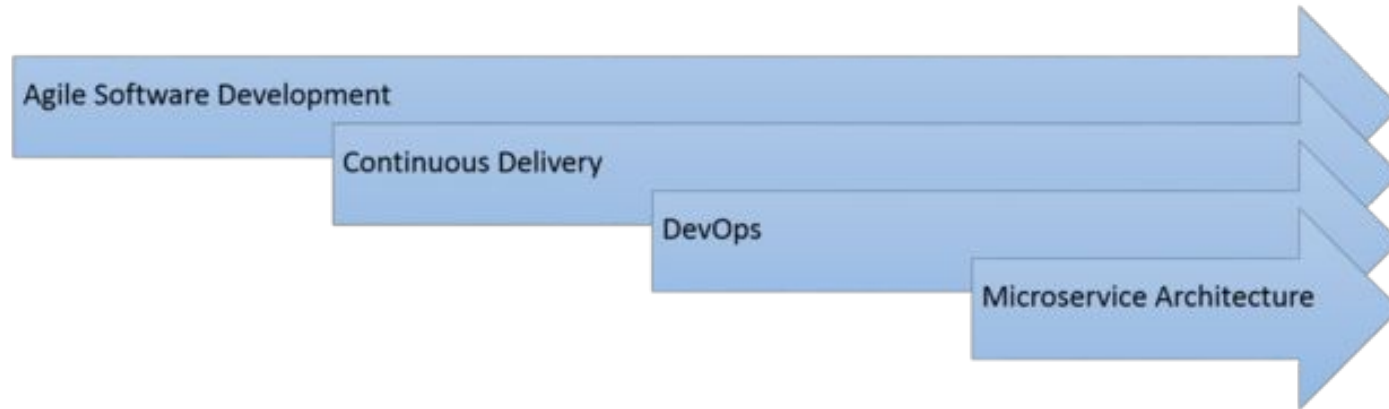 Agile Software Development
Continuous Delivery
DevOps
Microservice Architecture